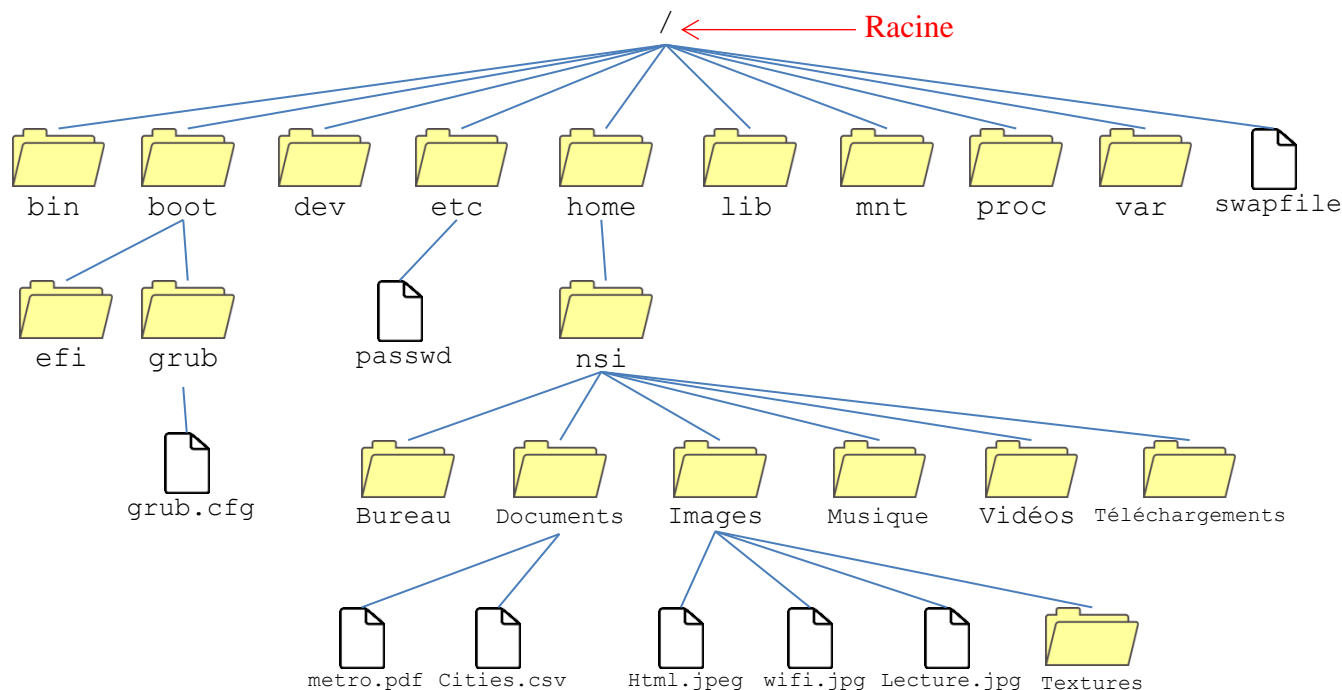 / Racine
bin boot dev etc home lib mnt proc var swapfile
efi grub passwd nsi
grub.cfg Bureau Documents Images Musique Vidéos Téléchargements
metro.pdf Cities.csv Html.jpeg wifi.jpg Lecture.jpg Textures